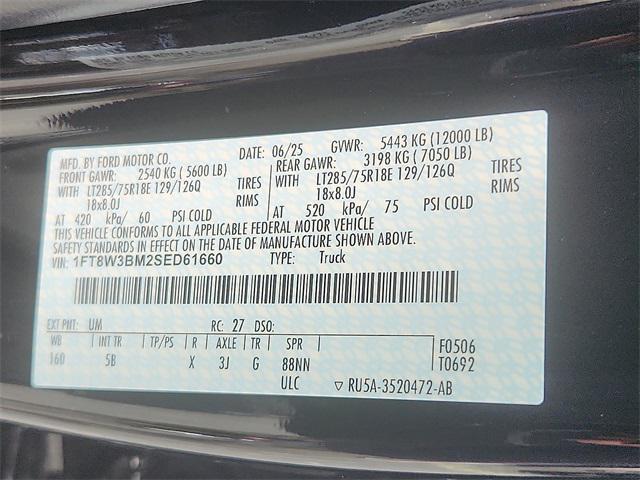 MFD. BY FORD MOTOR CO. DATE: 06/25 GVWR: 5443 KG (12000 LB)
FRONT GAWR: 2540 KG (5600 LB) REAR GAWR: 3198 KG (7050 LB)
WITH LT285/75R18E 129/126Q TIRES WITH LT285/75R18E 129/126Q TIRES
18x8.0J RIMS 18x8.0J RIMS
AT 420 kPa/ 60 PSI COLD AT 520 kPa/ 75 PSI COLD
THIS VEHICLE CONFORMS TO ALL APPLICABLE FEDERAL MOTOR VEHICLE
SAFETY STANDARDS IN EFFECT ON THE DATE OF MANUFACTURE SHOWN ABOVE.
VIN: 1FT8W3BM2SED61660 TYPE: Truck
EXT PNT: UM RC: 27 DSO:
WB INT TR TP/PS R AXLE TR SPR F0506
160 5B X 3J G 88NN T0692
ULC ▽ RU5A-3520472-AB